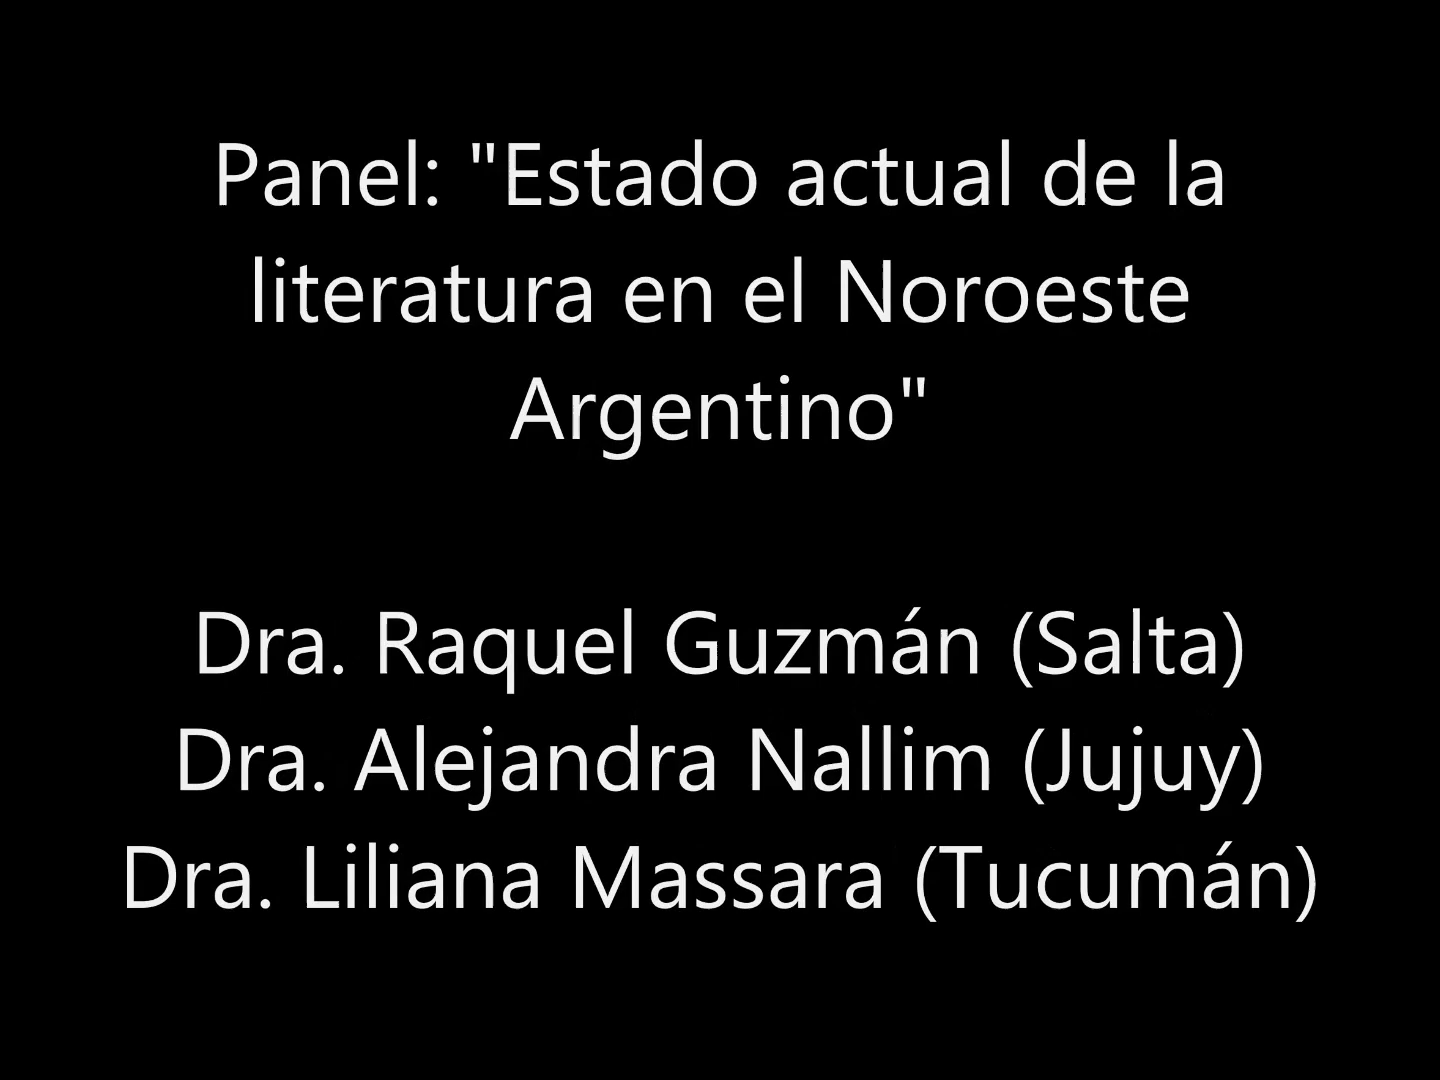 Panel: "Estado actual de la
literatura en el Noroeste
Argentino"
Dra. Raquel Guzmán (Salta)
Dra. Alejandra Nallim (Jujuy)
Dra. Liliana Massara (Tucumán)